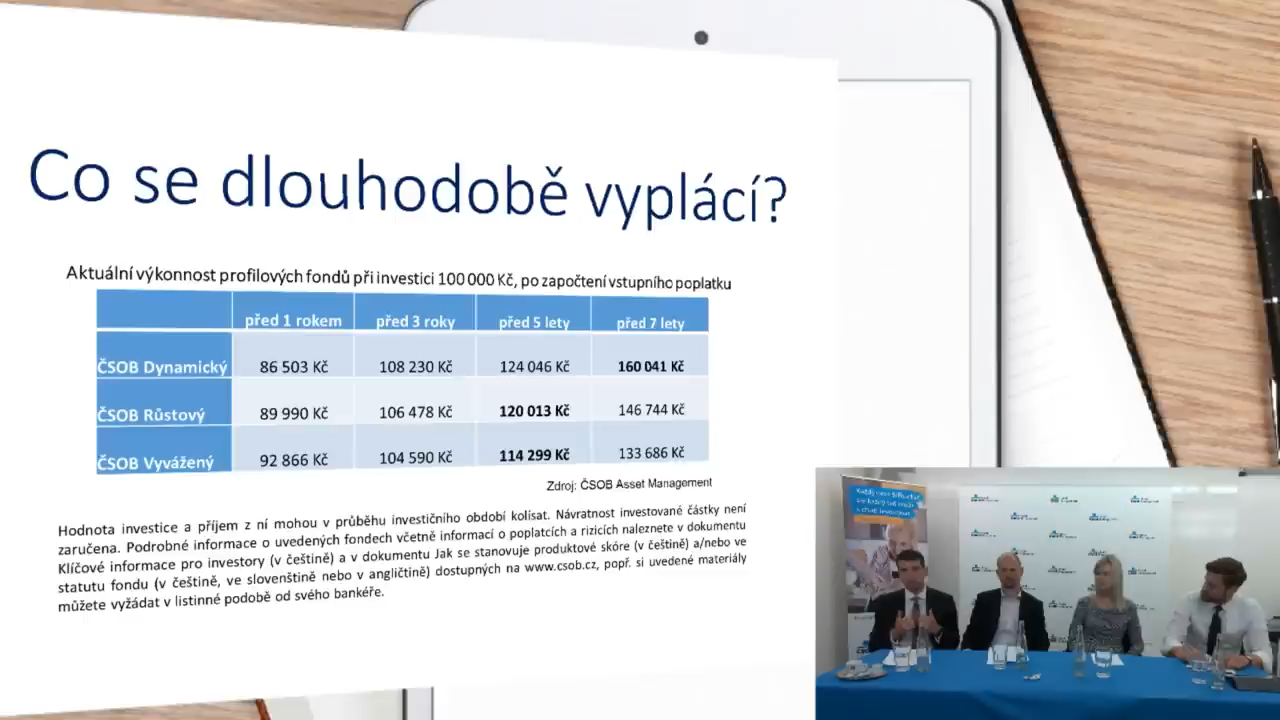 Co se dlouhodobě vyplácí?
Aktuální výkonnost profilových fondů při investici 100 000 Kč, po započtení vstupního poplatku
před 1 rokem před 3 roky před 5 lety před 7 lety
ČSOB Dynamický 86 503 Kč 108 230 Kč 124 046 Kč 160 041 Kč
ČSOB Růstový 89 990 Kč 106 478 Kč 120 013 Kč 146 744 Kč
ČSOB Vyvážený 92 866 Kč 104 590 Kč 114 299 Kč 133 686 Kč
Zdroj: ČSOB Asset Management
Hodnota investice a příjem z ní mohou v průběhu investičního období kolísat. Návratnost investované částky není
zaručena. Podrobné informace o uvedených fondech včetně informací o poplatcích a rizicích naleznete v dokumentu
Klíčové informace pro investory (v češtině) a v dokumentu Jak se stanovuje produktové skóre (v češtině) a/nebo ve
statutu fondu (v češtině, ve slovenštině nebo v angličtině) dostupných na www.csob.cz, popř. si uvedené materiály
můžete vyžádat v listinné podobě od svého bankéře.